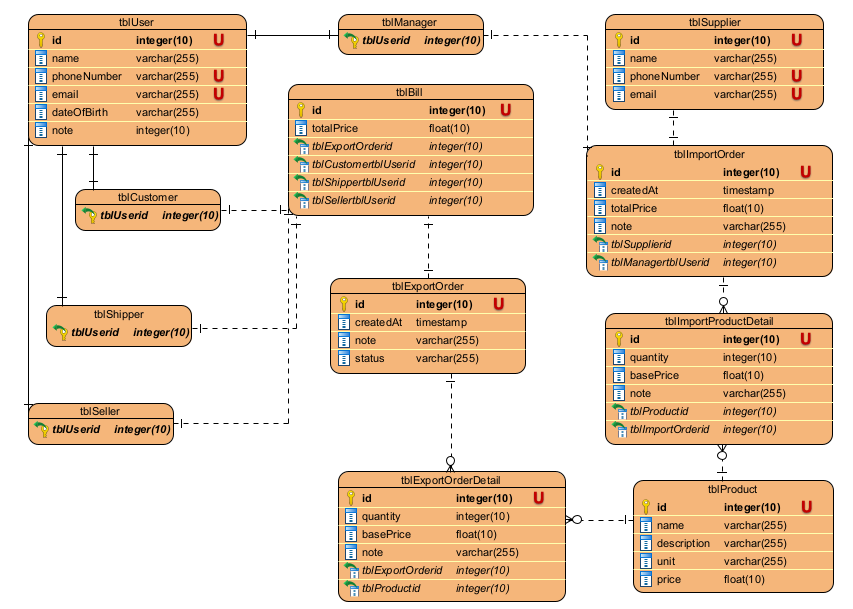 tblUser
id integer(10) U
name varchar(255)
phoneNumber varchar(255) U
email varchar(255) U
dateOfBirth varchar(255)
note integer(10)
tblManager
tblUserid integer(10)
tblSupplier
id integer(10) U
name varchar(255)
phoneNumber varchar(255) U
email varchar(255) U
tblBill
id integer(10) U
totalPrice float(10)
tblExportOrderid integer(10)
tblCustomertblUserid integer(10)
tblShippertblUserid integer(10)
tblSellertblUserid integer(10)
tblImportOrder
id integer(10) U
createdAt timestamp
totalPrice float(10)
note varchar(255)
tblSupplierid integer(10)
tblManagertblUserid integer(10)
tblCustomer
tblUserid integer(10)
tblShipper
tblUserid integer(10)
tblExportOrder
id integer(10) U
createdAt timestamp
note varchar(255)
status varchar(255)
tblImportProductDetail
id integer(10) U
quantity integer(10)
basePrice float(10)
note varchar(255)
tblProductid integer(10)
tblImportOrderid integer(10)
tblSeller
tblUserid integer(10)
tblExportOrderDetail
id integer(10) U
quantity integer(10)
basePrice float(10)
note varchar(255)
tblExportOrderid integer(10)
tblProductid integer(10)
tblProduct
id integer(10) U
name varchar(255)
description varchar(255)
unit varchar(255)
price float(10)